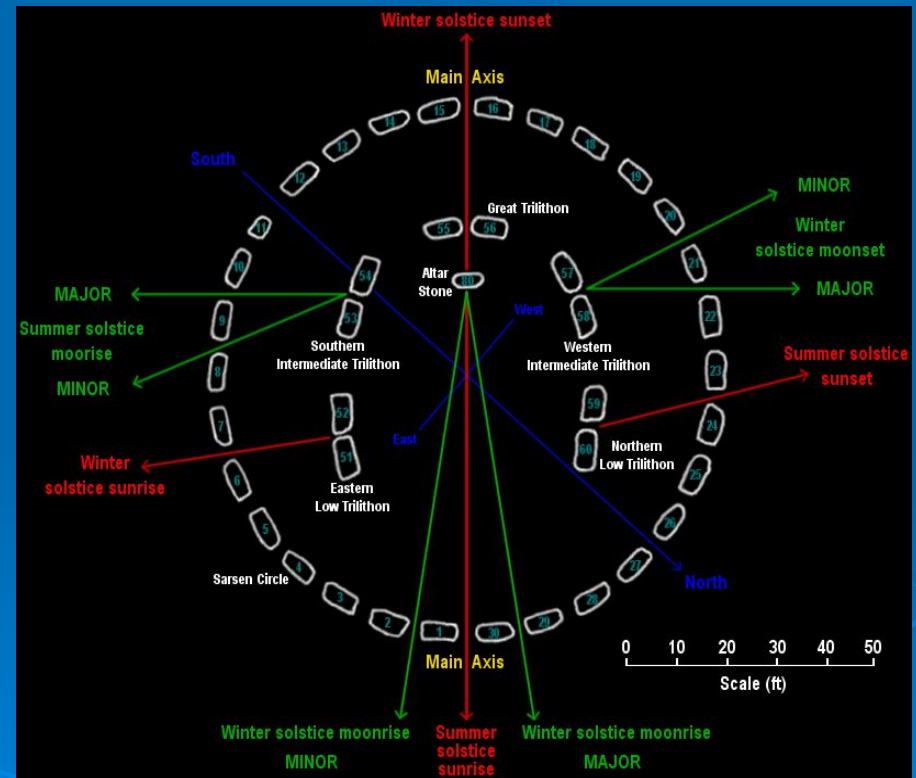 Winter solstice sunset
Main Axis
15
16
14
17
13
18
12
19
South
11
20
Great Trilithon
55
56
MINOR
Winter
solstice moonset
MAJOR
10
21
54
57
Altar
Stone
80
MAJOR
Summer solstice
moorise
MINOR
9
53
West
58
22
Southern
Intermediate Trilithon
Western
Intermediate Trilithon
8
23
Summer solstice
sunset
52
59
7
24
East
51
60
Northern
Low Trilithon
Winter
solstice sunrise
6
25
Eastern
Low Trilithon
5
26
4
27
Sarsen Circle
North
3
28
2
29
1
30
Main Axis
0 10 20 30 40 50
Scale (ft)
Winter solstice moonrise
MINOR
Summer
solstice
sunrise
Winter solstice moonrise
MAJOR